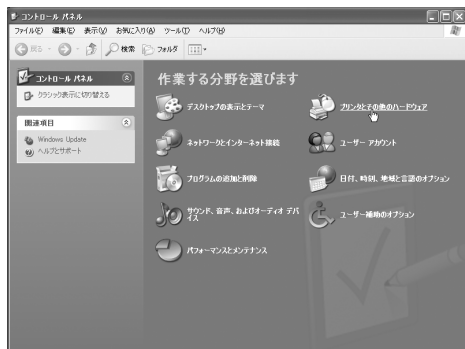 コントロール パネル
ファイル(F) 編集(E) 表示(V) お気に入り(A) ツール(T) ヘルプ(H)
戻る 検索 フォルダ
コントロール パネル
クラシック表示に切り替える
関連項目
Windows Update
ヘルプとサポート
作業する分野を選びます
デスクトップの表示とテーマ
プリンタとその他のハードウェア
ネットワークとインターネット接続
ユーザー アカウント
プログラムの追加と削除
日付、時刻、地域と言語のオプション
サウンド、音声、およびオーディオ デバ
イス
ユーザー補助のオプション
パフォーマンスとメンテナンス